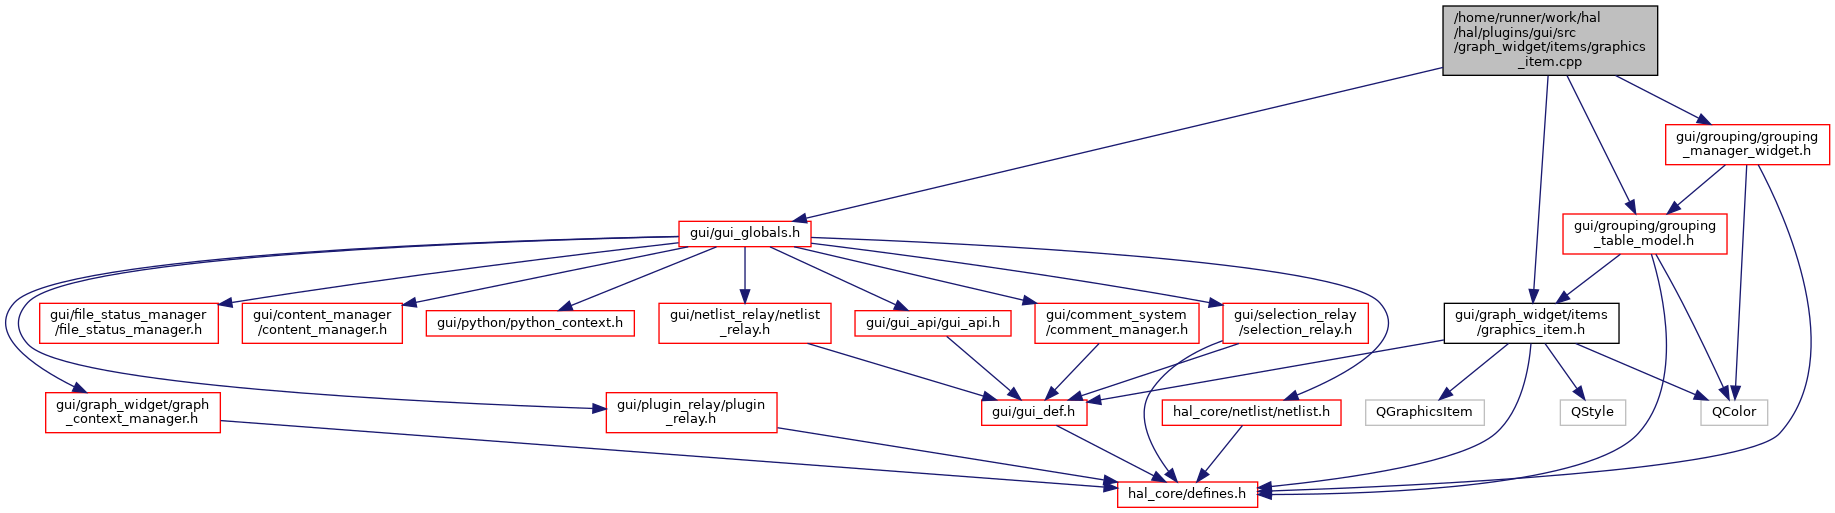 /home/runner/work/hal
/hal/plugins/gui/src
/graph_widget/items/graphics
_item.cpp
gui/grouping/grouping
_manager_widget.h
gui/gui_globals.h
gui/grouping/grouping
_table_model.h
gui/file_status_manager
/file_status_manager.h
gui/content_manager
/content_manager.h
gui/python/python_context.h
gui/netlist_relay/netlist
_relay.h
gui/gui_api/gui_api.h
gui/comment_system
/comment_manager.h
gui/selection_relay
/selection_relay.h
gui/graph_widget/items
/graphics_item.h
gui/graph_widget/graph
_context_manager.h
gui/plugin_relay/plugin
_relay.h
gui/gui_def.h
hal_core/netlist/netlist.h
QGraphicsItem
QStyle
QColor
hal_core/defines.h